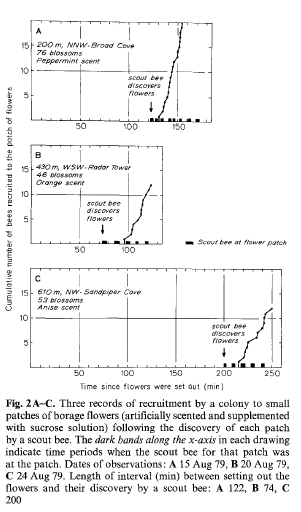 A
200 m, NNW-Broad Cove
76 blossoms
Peppermint scent
scout bee
discovers
flowers
15
10
5
50
100
150
B
430 m, WSW-Radar Tower
46 blossoms
Orange scent
scout bee
discovers
flowers
15
10
5
50
100
Scout bee at flower patch
C
610 m, NW-Sandpiper Cove
53 blossoms
Anise scent
scout bee
discovers
flowers
15
10
5
50
100
150
200
250
Cumulative number of bees recruited to the patch of flowers
Time since flowers were set out (min)
Fig. 2 A–C. Three records of recruitment by a colony to small
patches of borage flowers (artificially scented and supplemented
with sucrose solution) following the discovery of each patch
by a scout bee. The dark bands along the x-axis in each drawing
indicate time periods when the scout bee for that patch was
at the patch. Dates of observations: A 15 Aug 79, B 20 Aug 79,
C 24 Aug 79. Length of interval (min) between setting out the
flowers and their discovery by a scout bee: A 122, B 74, C
200